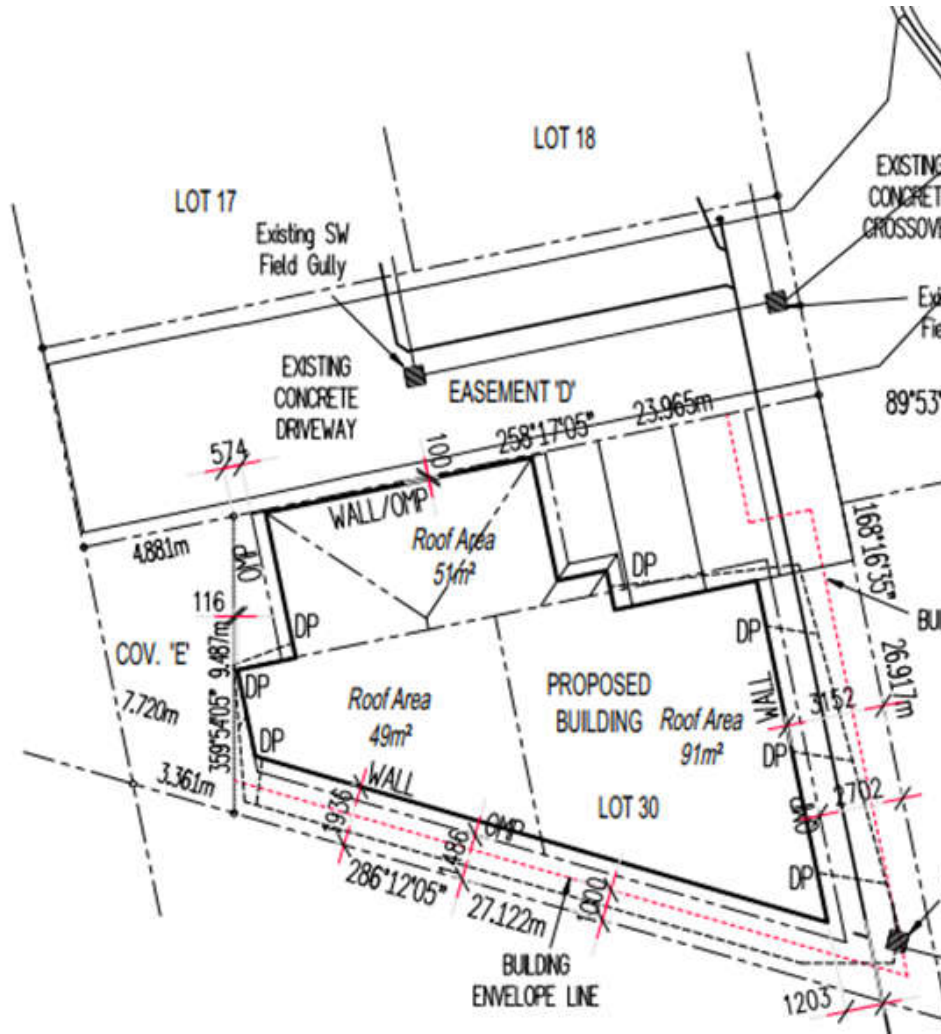 LOT 18
LOT 17
EXISTING
CONCRET
CROSSOVE
Existing SW
Field Gully
Exi
Fie
EXISTING
CONCRETE
DRIVEWAY
EASEMENT 'D'
89°53'
23.965m
258°17'05"
100
574
WALL/OMP
Roof Area
51m²
4.881m
OMP
DP
168°16'35"
116
DP
DP
BUI
COV. 'E'
9.487m
359°54'05"
26.917m
DP
PROPOSED
BUILDING
Roof Area
49m²
Roof Area
91m²
WALL
3152
7.720m
DP
DP
3.361m
WALL
2702
1936
LOT 30
OMP
OMP
1486
286°12'05"
DP
27.122m
1000
BUILDING
ENVELOPE LINE
1203